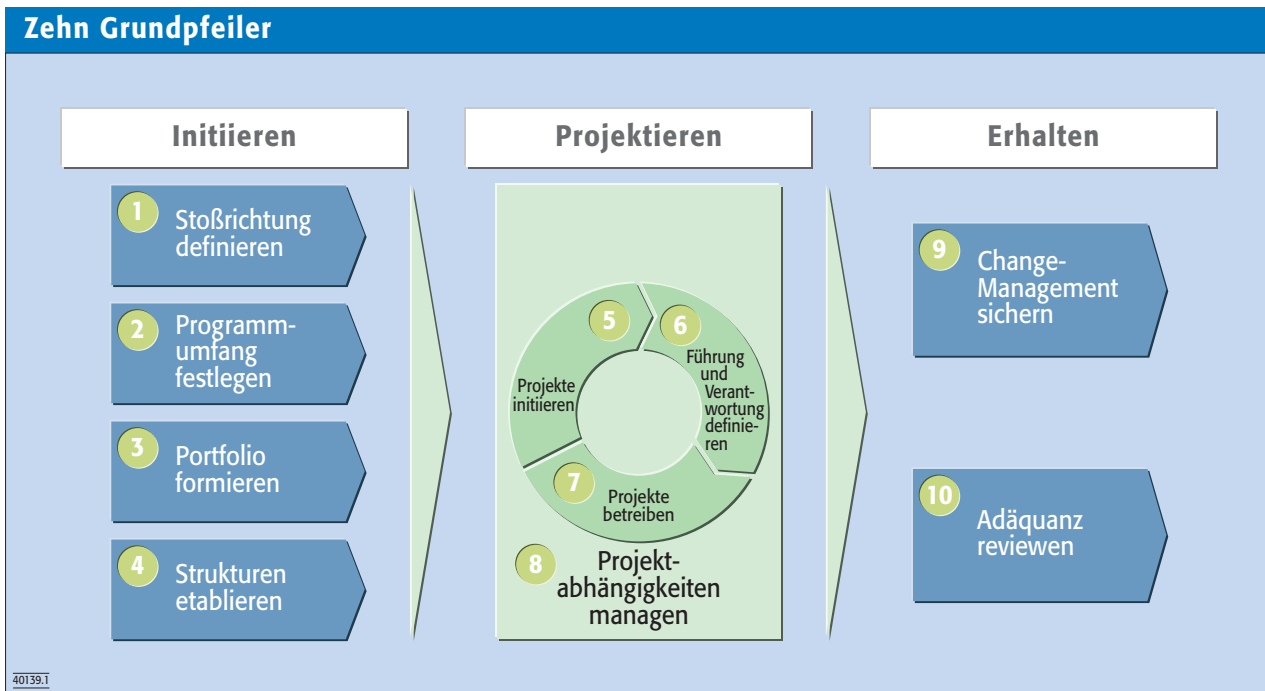 Zehn Grundpfeiler
Initiieren
1
Stoßrichtung
definieren
2
Programm-
umfang
festlegen
3
Portfolio
formieren
4
Strukturen
etablieren
Projektieren
5
Projekte
initiieren
6
Führung
und
Verant-
wortung
definie-
ren
7
Projekte
betreiben
8
Projekt-
abhängigkeiten
managen
Erhalten
9
Change-
Management
sichern
10
Adäquanz
reviewen
40139.1